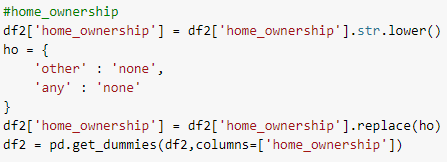 #home_ownership
df2['home_ownership'] = df2['home_ownership'].str.lower()
ho = {
    'other' : 'none',
    'any' : 'none'
}
df2['home_ownership'] = df2['home_ownership'].replace(ho)
df2 = pd.get_dummies(df2,columns=['home_ownership'])